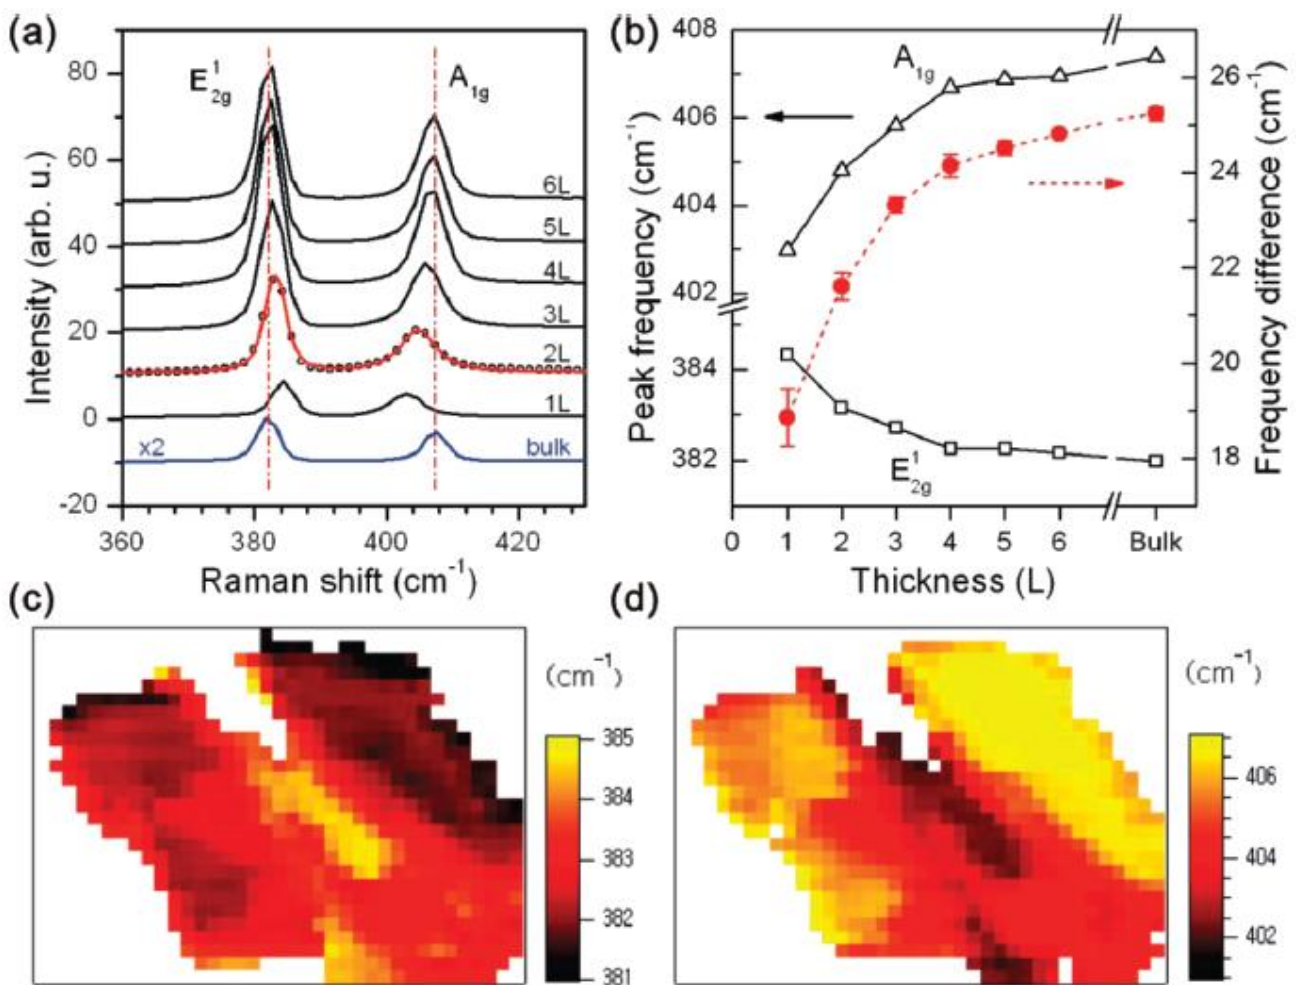 (a)
E¹₂g
A₁g
80
60
40
20
0
-20
Intensity (arb. u.)
6L
5L
4L
3L
2L
1L
x2
bulk
360
380
400
420
Raman shift (cm⁻¹)
(b)
A₁g
E¹₂g
408
406
404
402
384
382
Peak frequency (cm⁻¹)
26
24
22
20
18
Frequency difference (cm⁻¹)
0
1
2
3
4
5
6
Bulk
Thickness (L)
(c)
(cm⁻¹)
385
384
383
382
381
(d)
(cm⁻¹)
406
404
402